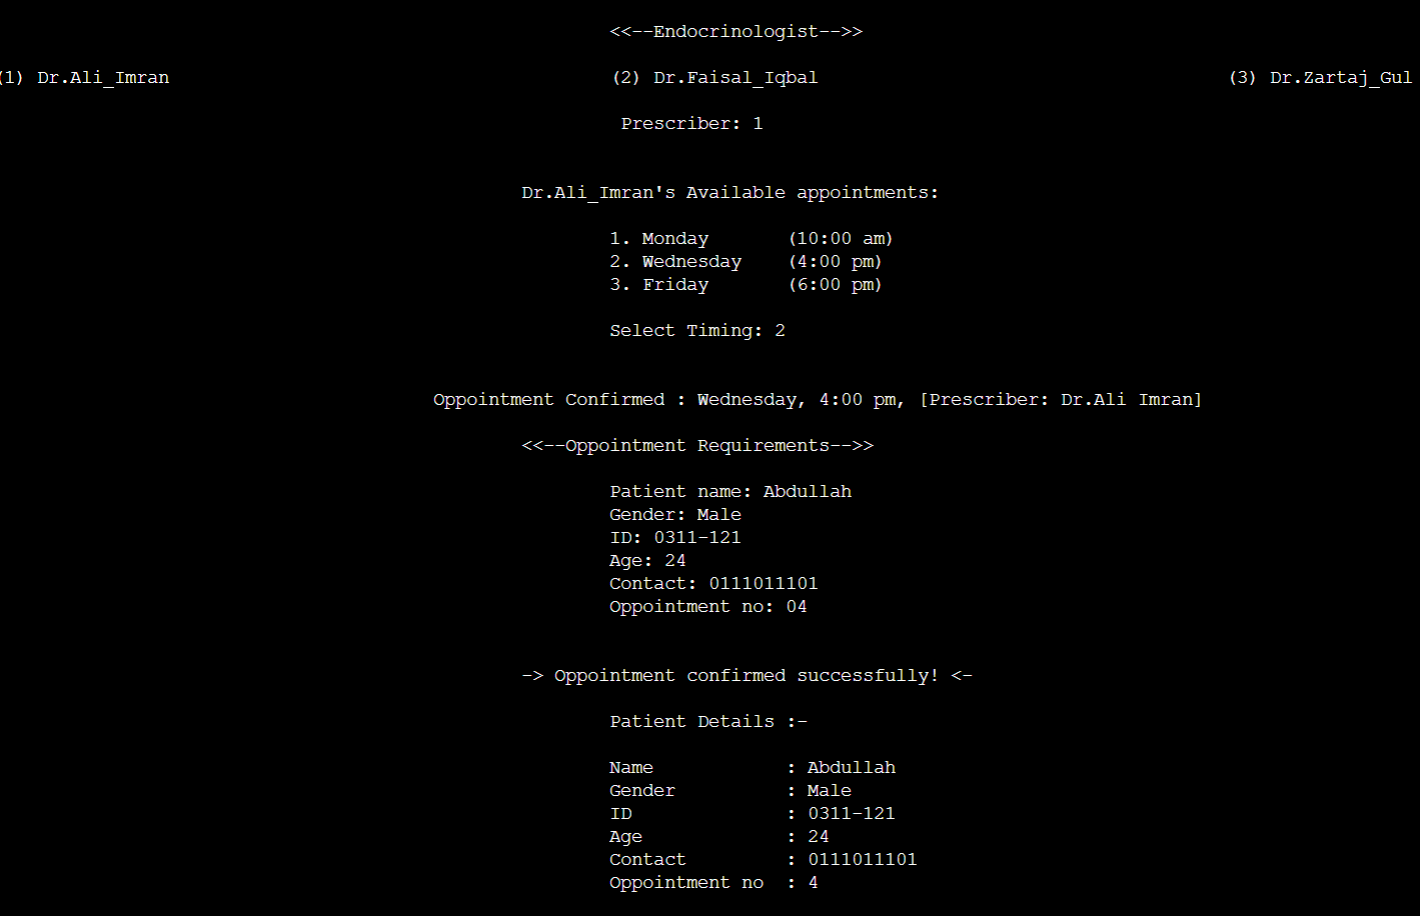 <<--Endocrinologist-->>
(1) Dr.Ali_Imran (2) Dr.Faisal_Iqbal (3) Dr.Zartaj_Gul
Prescriber: 1
Dr.Ali_Imran's Available appointments:
1. Monday (10:00 am)
2. Wednesday (4:00 pm)
3. Friday (6:00 pm)
Select Timing: 2
Oppointment Confirmed : Wednesday, 4:00 pm, [Prescriber: Dr.Ali Imran]
<<--Oppointment Requirements-->>
Patient name: Abdullah
Gender: Male
ID: 0311-121
Age: 24
Contact: 0111011101
Oppointment no: 04
-> Oppointment confirmed successfully! <-
Patient Details :-
Name : Abdullah
Gender : Male
ID : 0311-121
Age : 24
Contact : 0111011101
Oppointment no : 4